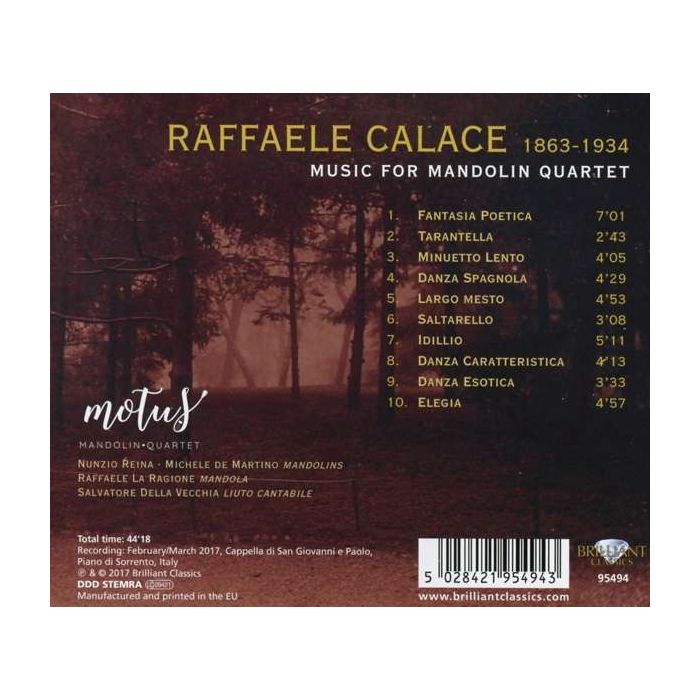 RAFFAELE CALACE 1863-1934
MUSIC FOR MANDOLIN QUARTET
1. FANTASIA POETICA 7'01
2. TARANTELLA 2'43
3. MINUETTO LENTO 4'05
4. DANZA SPAGNOLA 4'29
5. LARGO MESTO 4'53
6. SALTARELLO 3'08
7. IDILLIO 5'11
8. DANZA CARATTERISTICA 4'13
9. DANZA ESOTICA 3'33
10. ELEGIA 4'57
motus
MANDOLIN•QUARTET
NUNZIO REINA · MICHELE DE MARTINO MANDOLINS
RAFFAELE LA RAGIONE MANDOLA
SALVATORE DELLA VECCHIA LIUTO CANTABILE
Total time: 44'18
Recording: February/March 2017, Cappella di San Giovanni e Paolo,
Piano di Sorrento, Italy
℗ & © 2017 Brilliant Classics
DDD STEMRA
Manufactured and printed in the EU
5 028421 954943
www.brilliantclassics.com
BRILLIANT
CLASSICS
95494